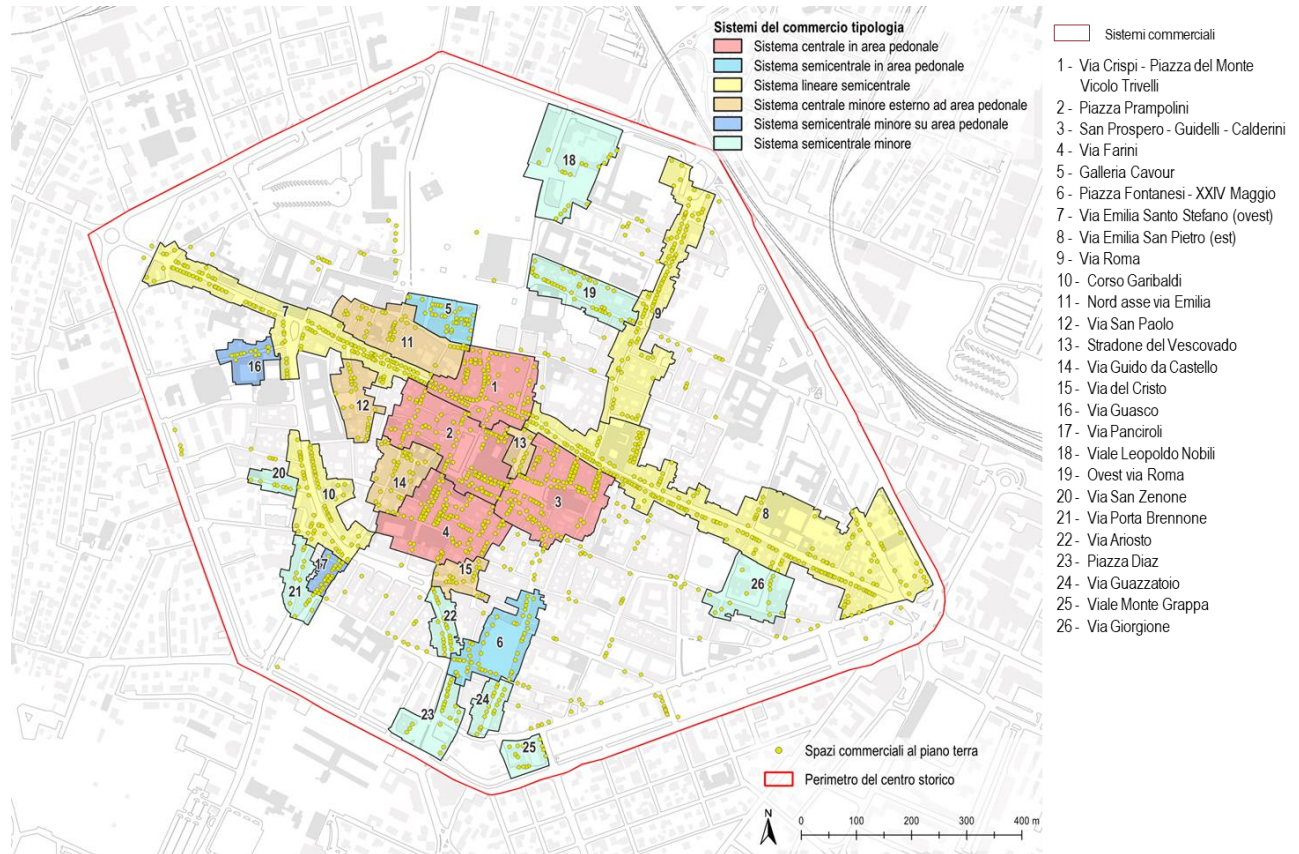 Sistemi del commercio tipologia
Sistema centrale in area pedonale
Sistema semicentrale in area pedonale
Sistema lineare semicentrale
Sistema centrale minore esterno ad area pedonale
Sistema semicentrale minore su area pedonale
Sistema semicentrale minore
Sistemi commerciali
1 - Via Crispi - Piazza del Monte
Vicolo Trivelli
2 - Piazza Prampolini
3 - San Prospero - Guidelli - Calderini
4 - Via Farini
5 - Galleria Cavour
6 - Piazza Fontanesi - XXIV Maggio
7 - Via Emilia Santo Stefano (ovest)
8 - Via Emilia San Pietro (est)
9 - Via Roma
10 - Corso Garibaldi
11 - Nord asse via Emilia
12 - Via San Paolo
13 - Stradone del Vescovado
14 - Via Guido da Castello
15 - Via del Cristo
16 - Via Guasco
17 - Via Panciroli
18 - Viale Leopoldo Nobili
19 - Ovest via Roma
20 - Via San Zenone
21 - Via Porta Brennone
22 - Via Ariosto
23 - Piazza Diaz
24 - Via Guazzatoio
25 - Viale Monte Grappa
26 - Via Giorgione
18
19
5
7
9
11
16
1
12
2
13
14
20
10
3
4
8
15
17
21
26
22
6
24
23
25
Spazi commerciali al piano terra
Perimetro del centro storico
N
0 100 200 400 m